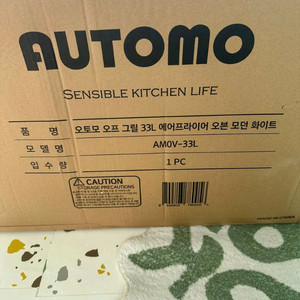 AUTOMO
SENSIBLE KITCHEN LIFE
품 명 오토모 오프 그릴 33L 에어프라이어 오븐 모던 화이트
모델명 AMOV-33L
입수량 1 PC
CAUTION
STORAGE PRECAUTIONS